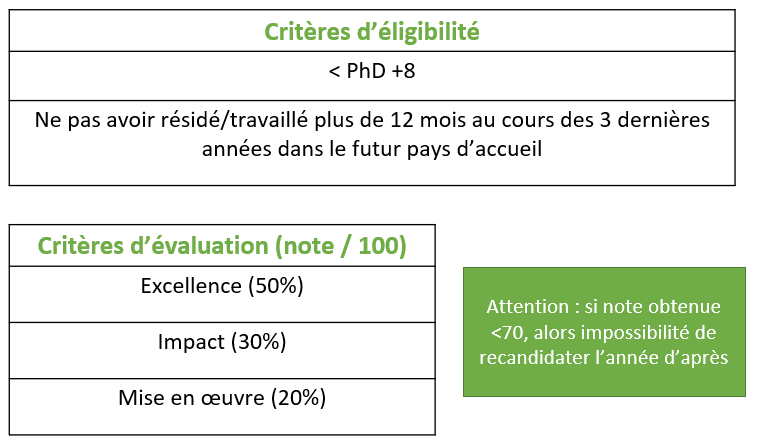 Critères d’éligibilité
< PhD +8
Ne pas avoir résidé/travaillé plus de 12 mois au cours des 3 dernières
années dans le futur pays d’accueil
Critères d’évaluation (note / 100)
Excellence (50%)
Impact (30%)
Mise en œuvre (20%)
Attention : si note obtenue
<70, alors impossibilité de
recandidater l’année d’après